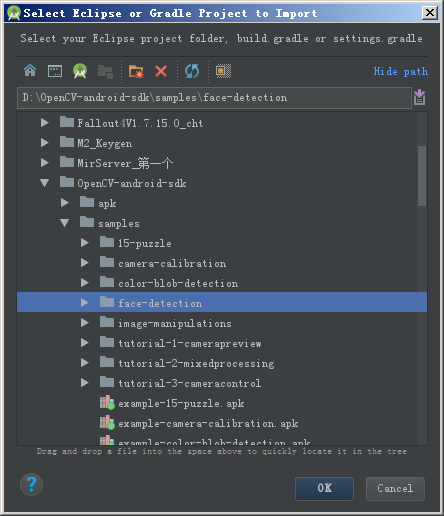 Select Eclipse or Gradle Project to Import
Select your Eclipse project folder, build.gradle or settings.gradle
Hide path
D:\OpenCV-android-sdk\samples\face-detection
Fallout4V1.7.15.0_cht
M2_Keygen
MirServer_第一个
OpenCV-android-sdk
apk
samples
15-puzzle
camera-calibration
color-blob-detection
face-detection
image-manipulations
tutorial-1-camerapreview
tutorial-2-mixedprocessing
tutorial-3-cameracontrol
example-15-puzzle.apk
example-camera-calibration.apk
example-color-blob-detection.apk
Drag and drop a file into the space above to quickly locate it in the tree
?
OK
Cancel